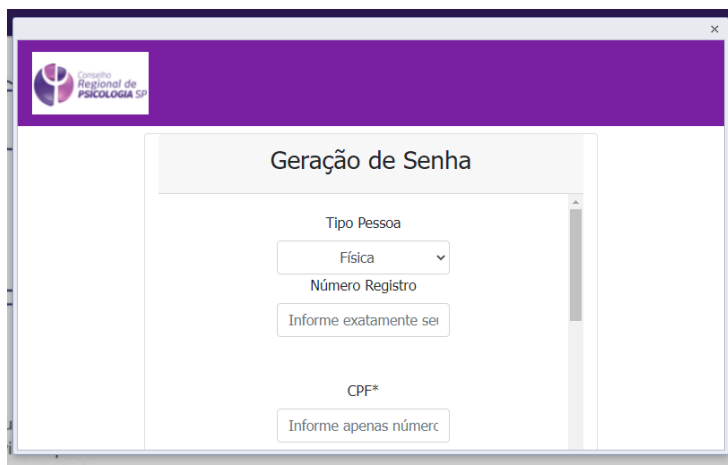 ×
Conselho
Regional de
PSICOLOGIA SP
Geração de Senha
Tipo Pessoa
Física
Número Registro
Informe exatamente seu
CPF*
Informe apenas númerc